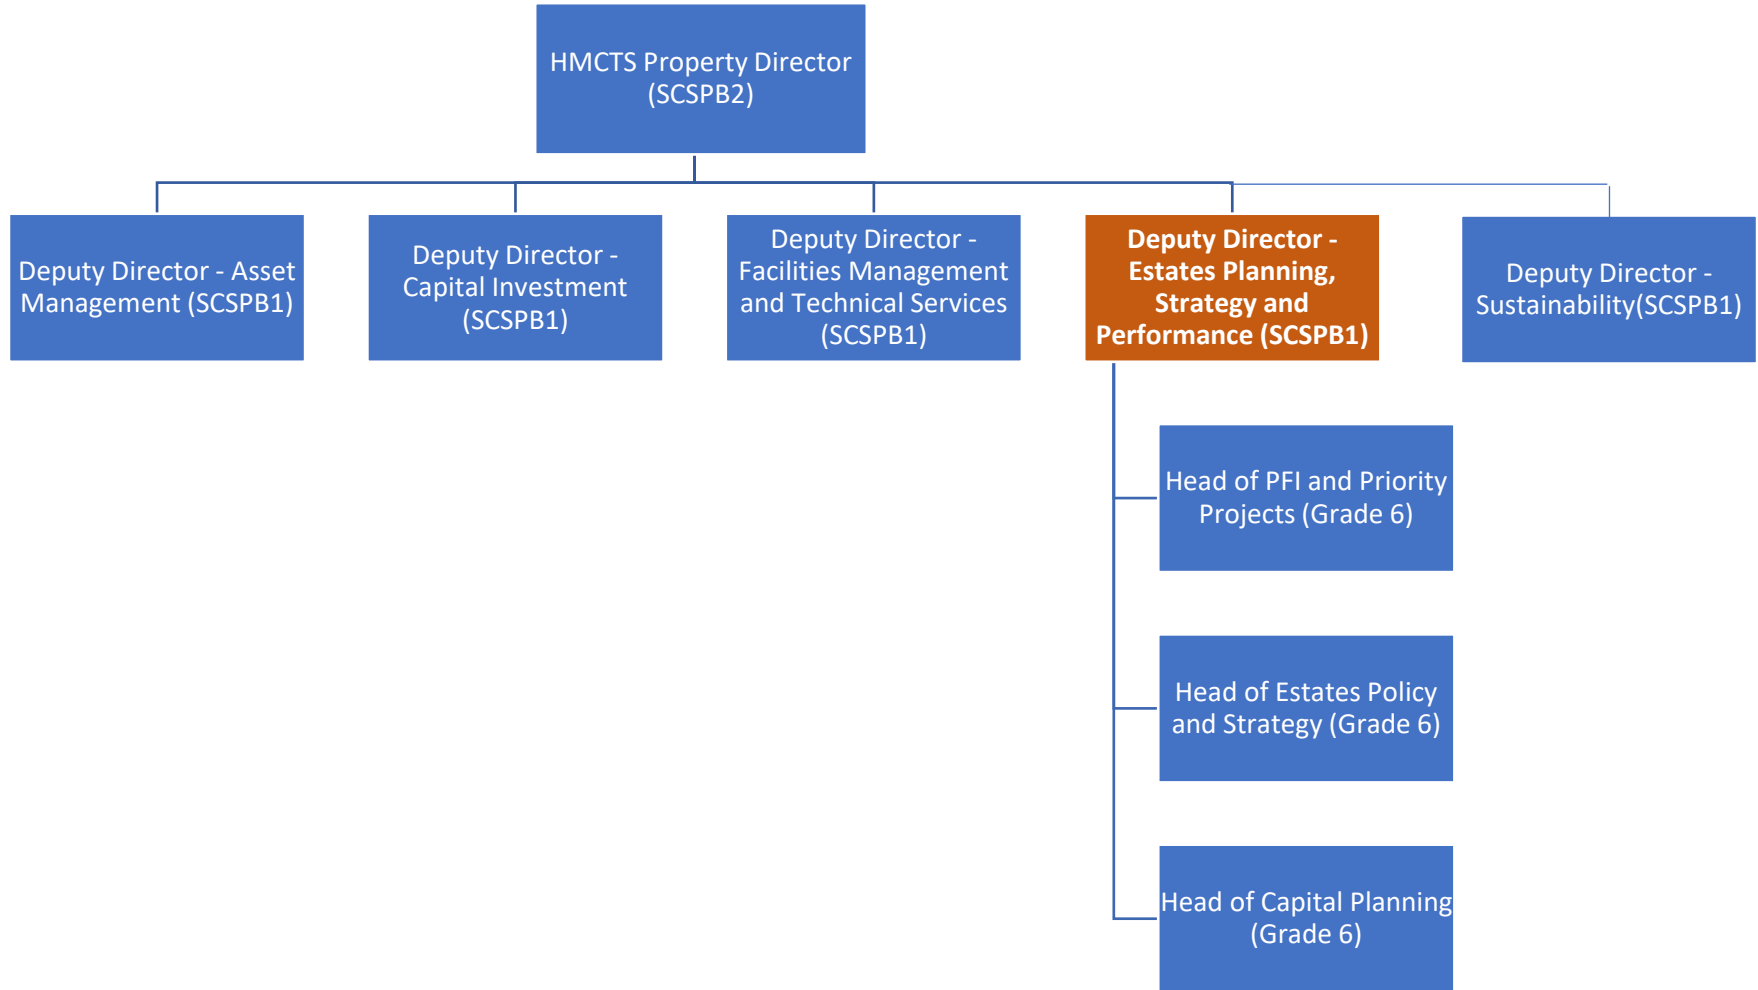 HMCTS Property Director
(SCSPB2)
Deputy Director - Asset
Management (SCSPB1)
Deputy Director -
Capital Investment
(SCSPB1)
Deputy Director -
Facilities Management
and Technical Services
(SCSPB1)
Deputy Director -
Estates Planning,
Strategy and
Performance (SCSPB1)
Deputy Director -
Sustainability(SCSPB1)
Head of PFI and Priority
Projects (Grade 6)
Head of Estates Policy
and Strategy (Grade 6)
Head of Capital Planning
(Grade 6)